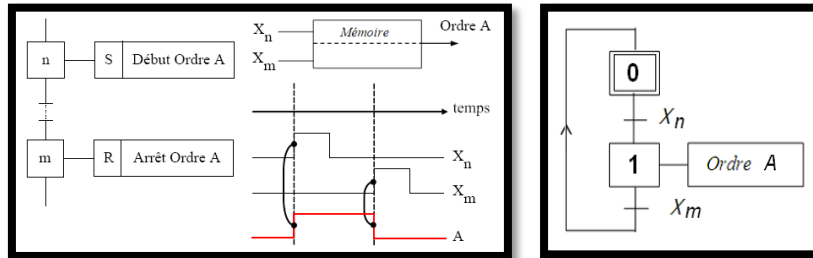 n
S
Début Ordre A
m
R
Arrêt Ordre A
Xn
Xm
Mémoire
Ordre A
temps
Xn
Xm
A
0
Xn
1
Ordre A
Xm